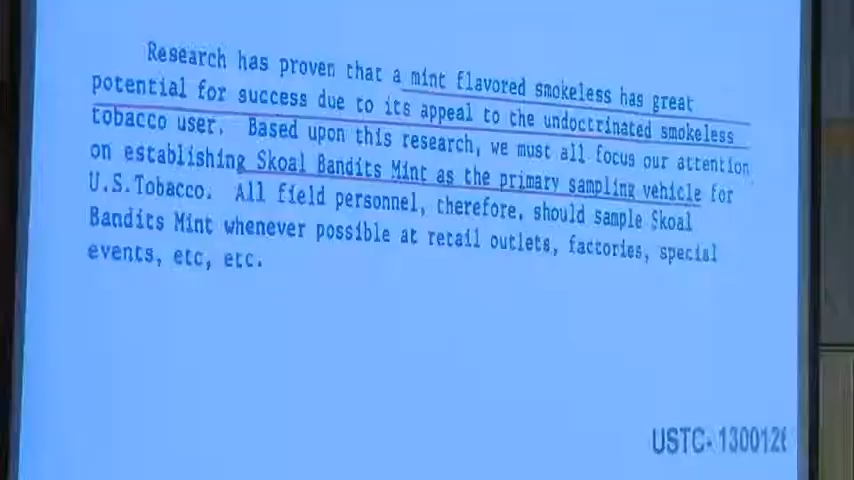 Research has proven that a mint flavored smokeless has great
potential for success due to its appeal to the undoctrinated smokeless
tobacco user. Based upon this research, we must all focus our attention
on establishing Skoal Bandits Mint as the primary sampling vehicle for
U.S.Tobacco. All field personnel, therefore, should sample Skoal
Bandits Mint whenever possible at retail outlets, factories, special
events, etc, etc.
USTC- 130012